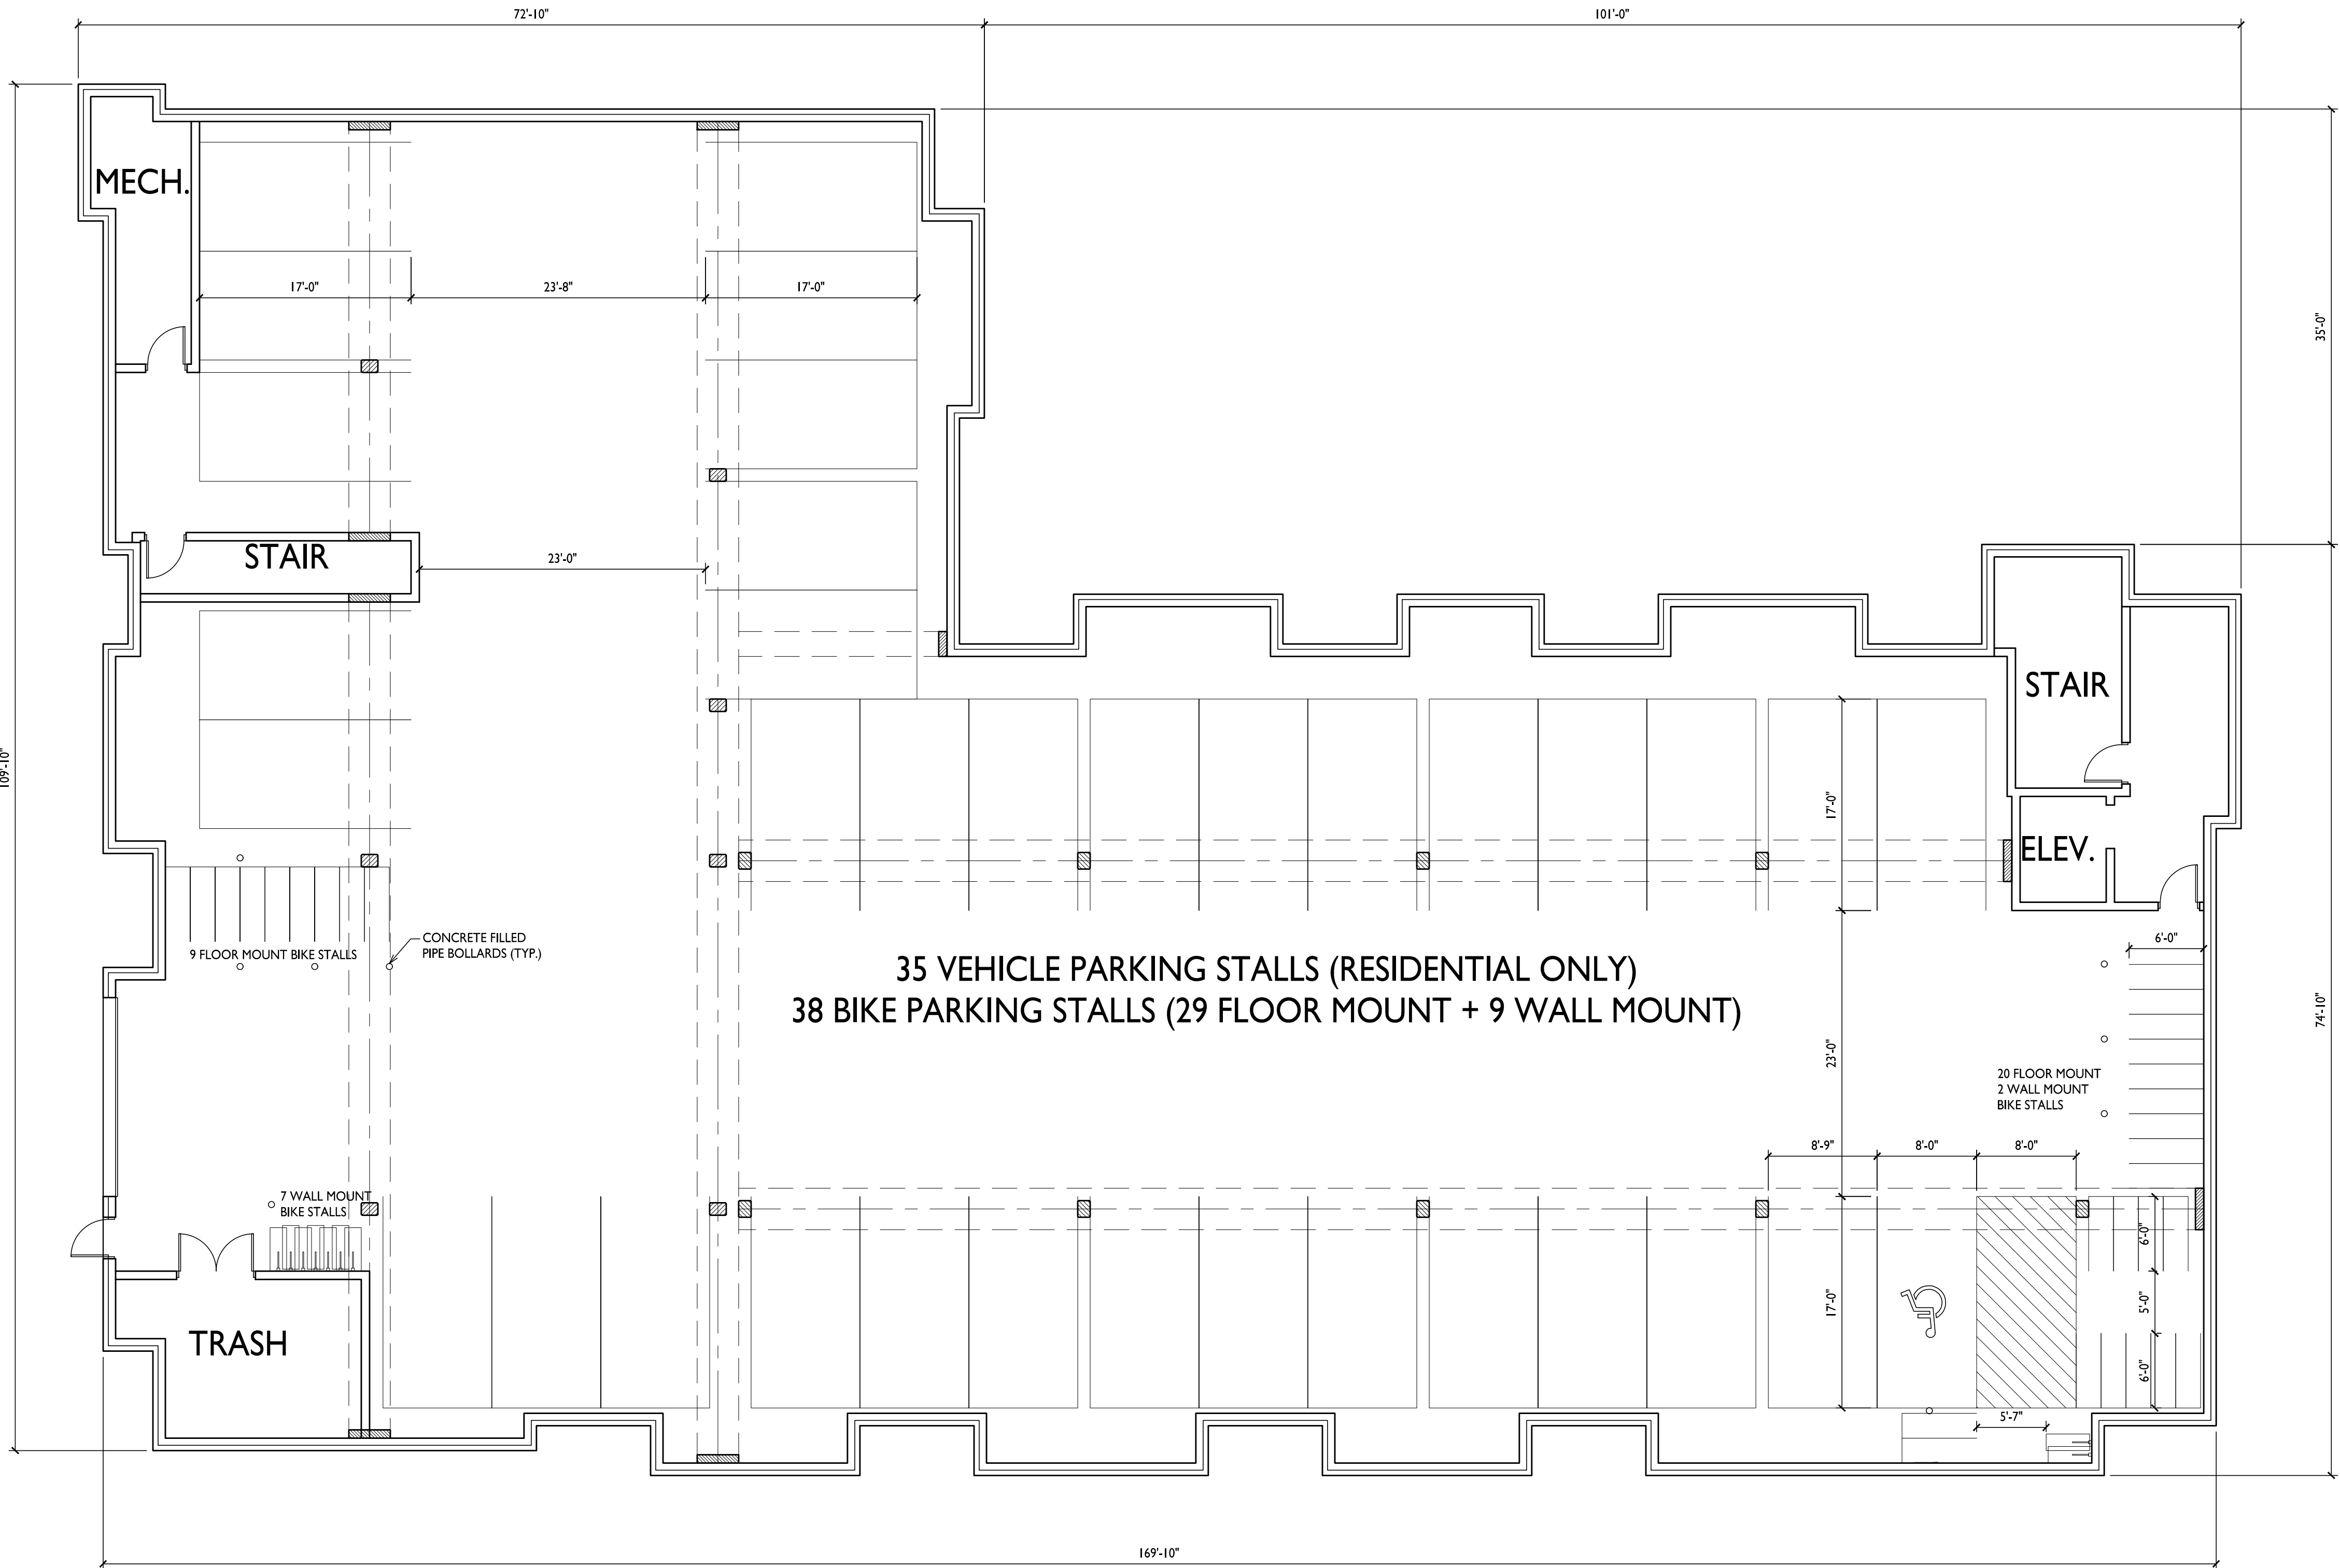 72'-10"
101'-0"
MECH.
17'-0"
23'-8"
17'-0"
35'-0"
STAIR
23'-0"
STAIR
109'-10"
17'-0"
ELEV.
CONCRETE FILLED
PIPE BOLLARDS (TYP.)
9 FLOOR MOUNT BIKE STALLS
6'-0"
35 VEHICLE PARKING STALLS (RESIDENTIAL ONLY)
38 BIKE PARKING STALLS (29 FLOOR MOUNT + 9 WALL MOUNT)
74'-10"
23'-0"
20 FLOOR MOUNT
2 WALL MOUNT
BIKE STALLS
8'-9"
8'-0"
8'-0"
7 WALL MOUNT
BIKE STALLS
6'-0"
5'-0"
17'-0"
TRASH
6'-0"
5'-7"
169'-10"